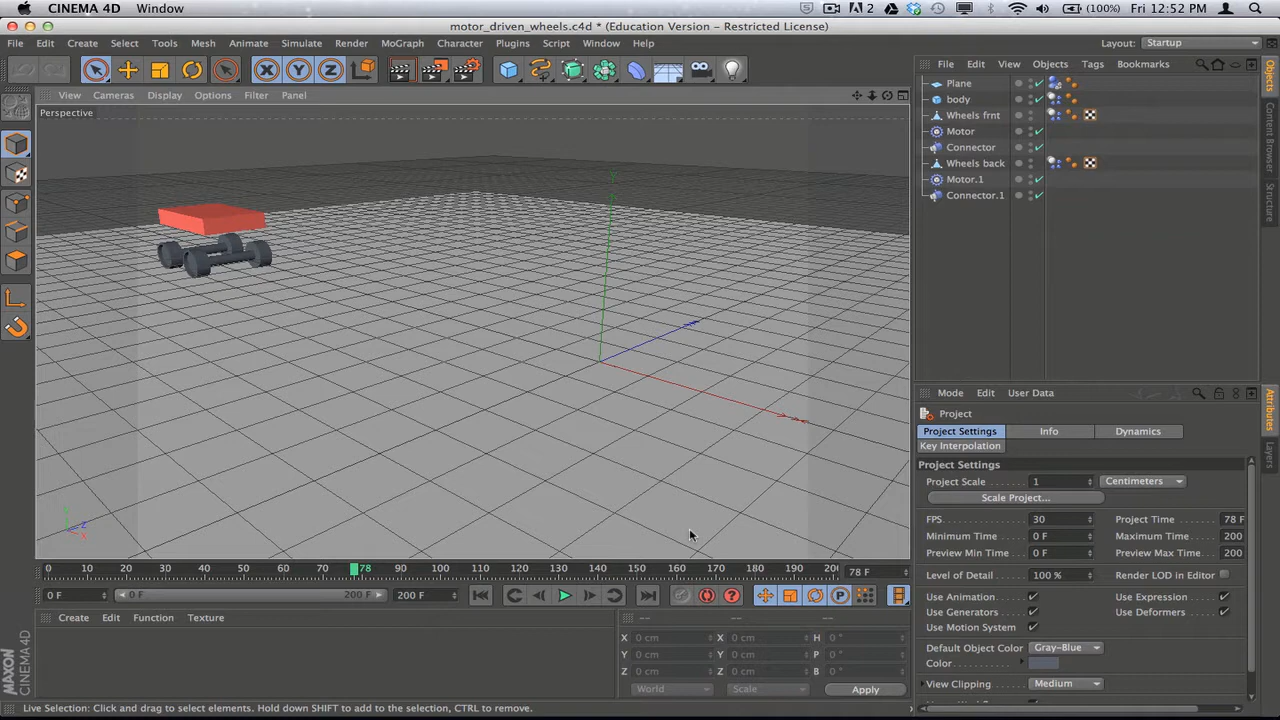 CINEMA 4D Window 2 (100%) Fri 12:52 PM
motor_driven_wheels.c4d * (Education Version - Restricted License)
File Edit Create Select Tools Mesh Animate Simulate Render MoGraph Character Plugins Script Window Help Layout: Startup
X Y Z
View Cameras Display Options Filter Panel
File Edit View Objects Tags Bookmarks
Perspective
Plane
body
Wheels frnt
Motor
Connector
Wheels back
Motor.1
Connector.1
Objects
Content Browser
Structure
Y
Z
X
Mode Edit User Data
Project
Project Settings Info Dynamics
Key Interpolation
Project Settings
Project Scale 1 Centimeters
Scale Project...
FPS 30 Project Time 78 F
Minimum Time 0 F Maximum Time 200
Preview Min Time 0 F Preview Max Time 200
Level of Detail 100 % Render LOD in Editor
Use Animation Use Expression
Use Generators Use Deformers
Use Motion System
Default Object Color Gray-Blue
Color
View Clipping Medium
Attributes
Layers
0 10 20 30 40 50 60 70 78 90 100 110 120 130 140 150 160 170 180 190 20 78 F
0 F 0 F 200 F 200 F
P
Create Edit Function Texture
-- -- --
X 0 cm X 0 cm H 0 °
Y 0 cm Y 0 cm P 0 °
Z 0 cm Z 0 cm B 0 °
World Scale Apply
MAXON CINEMA 4D
Live Selection: Click and drag to select elements. Hold down SHIFT to add to the selection, CTRL to remove.